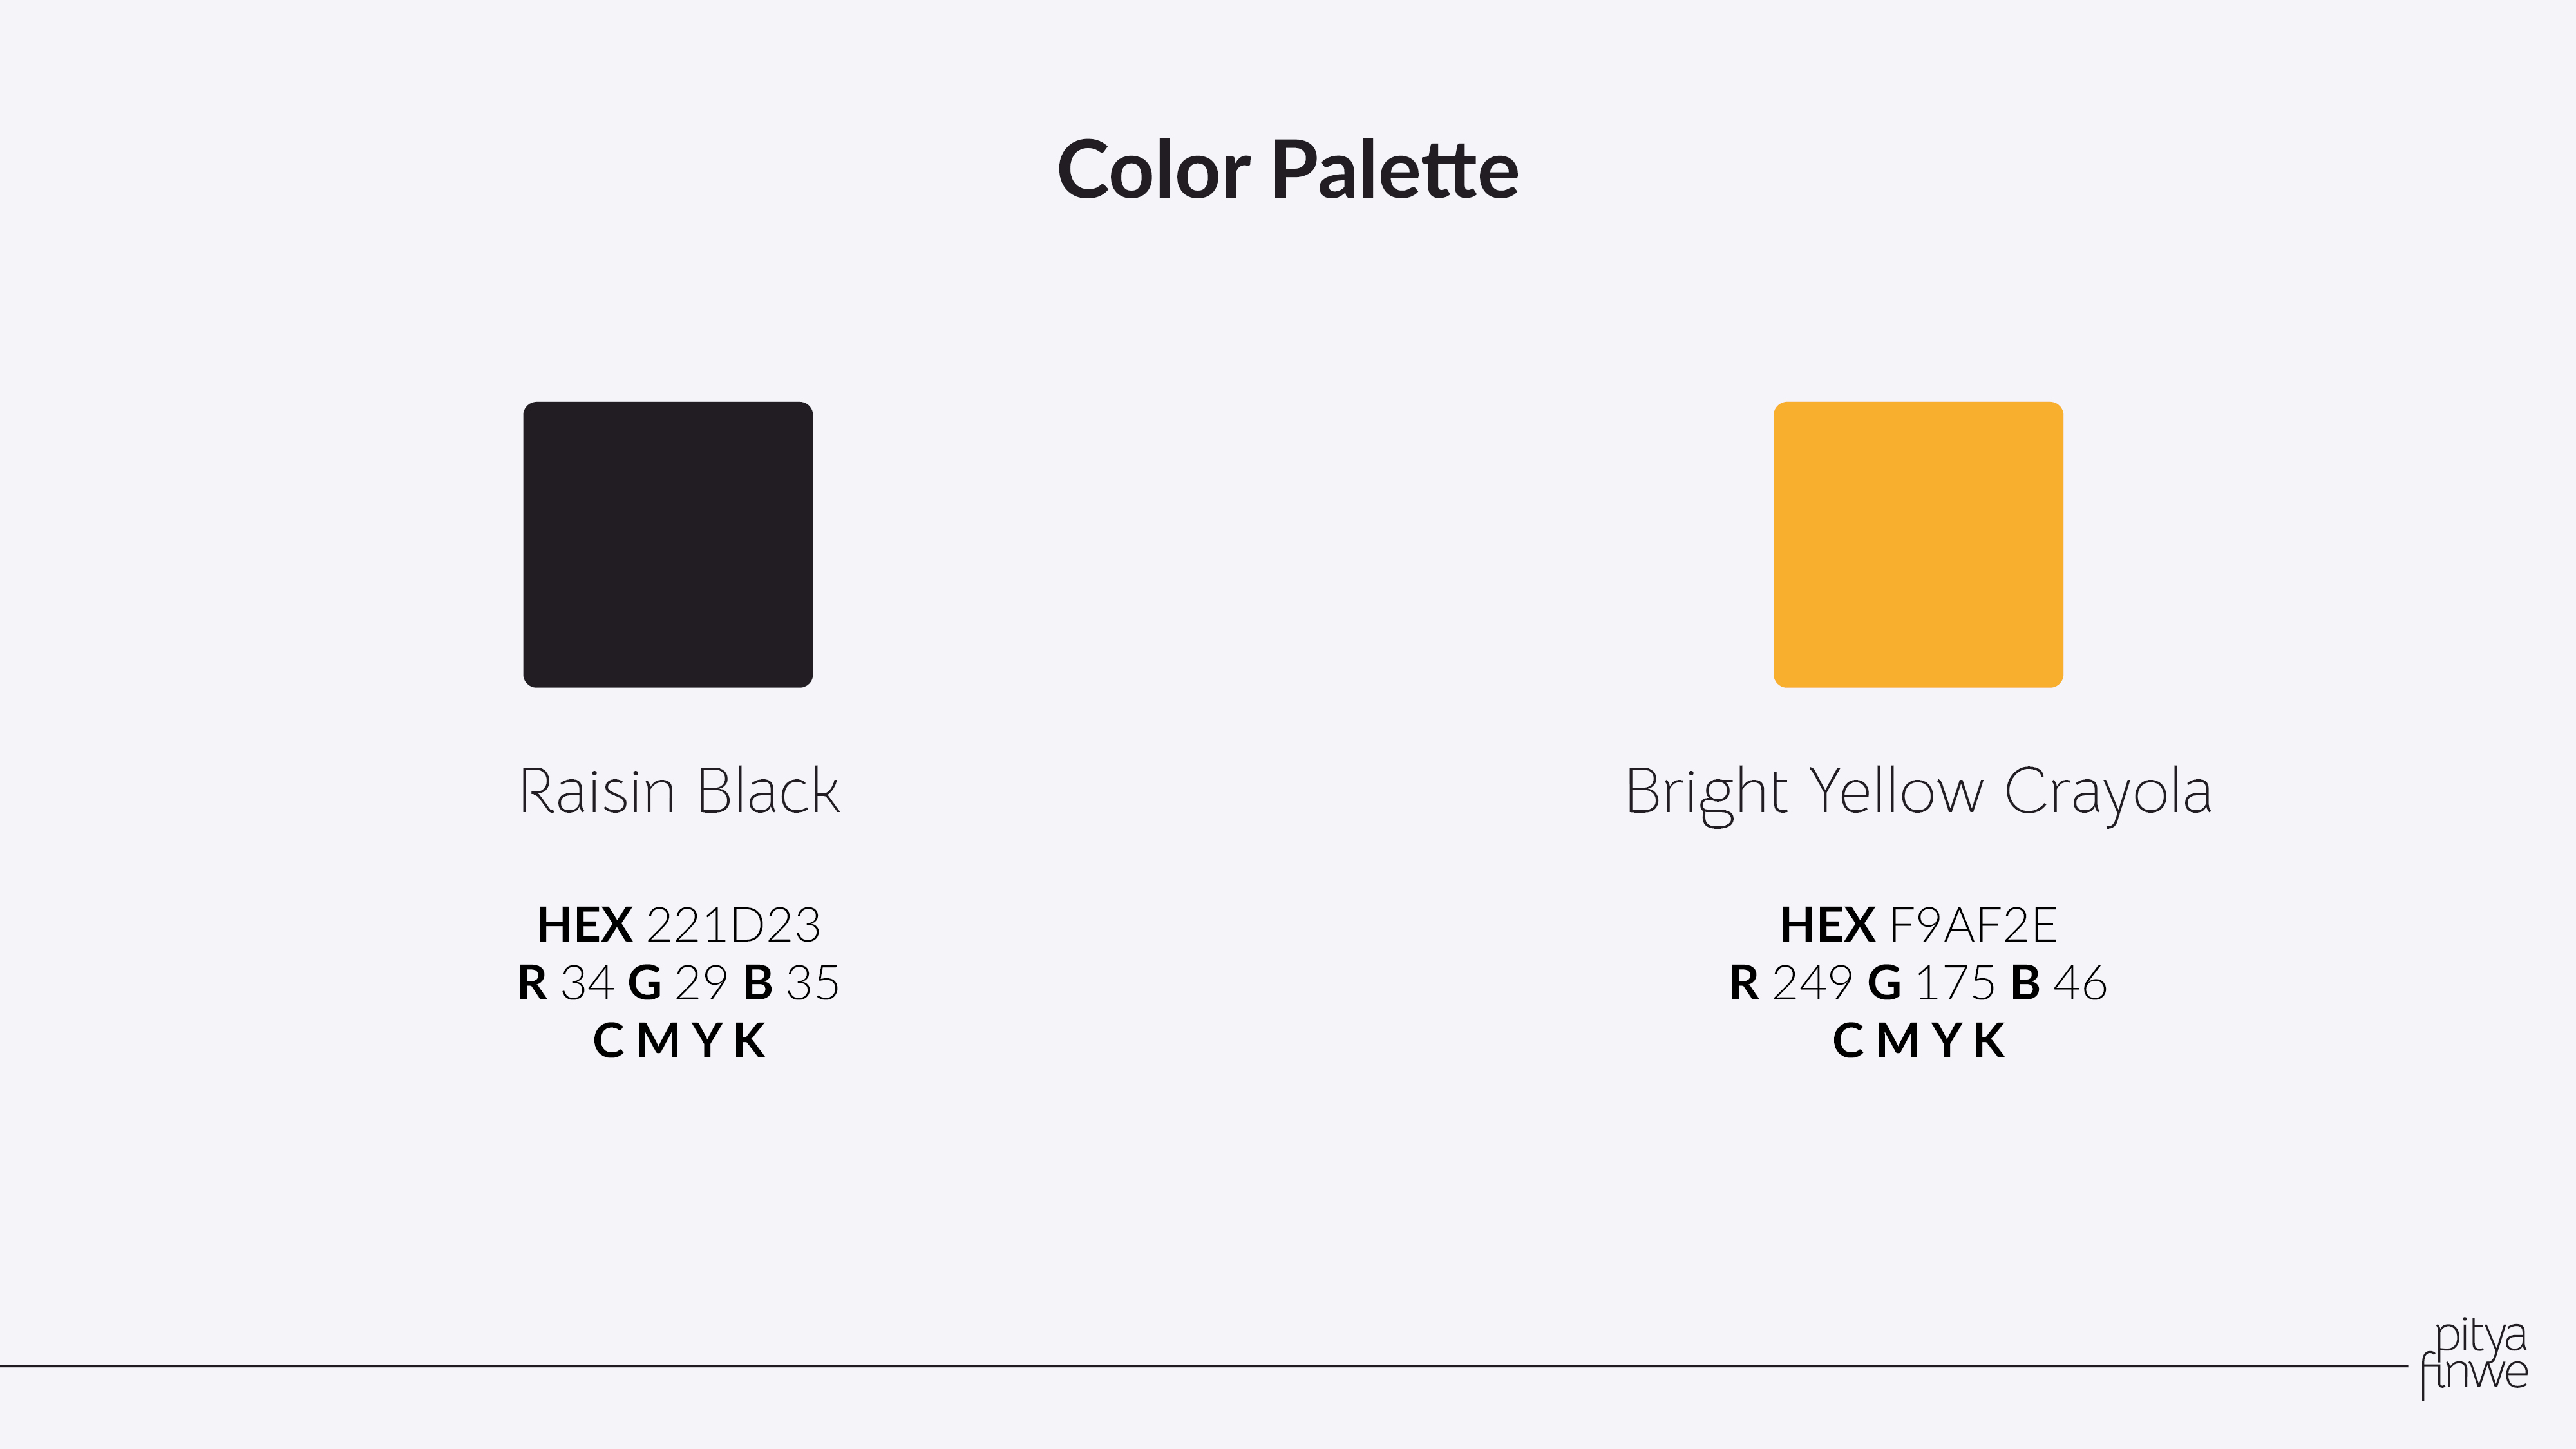 Color Palette
Raisin Black
HEX 221D23
R 34 G 29 B 35
C M Y K
Bright Yellow Crayola
HEX F9AF2E
R 249 G 175 B 46
C M Y K
pitya
finwe